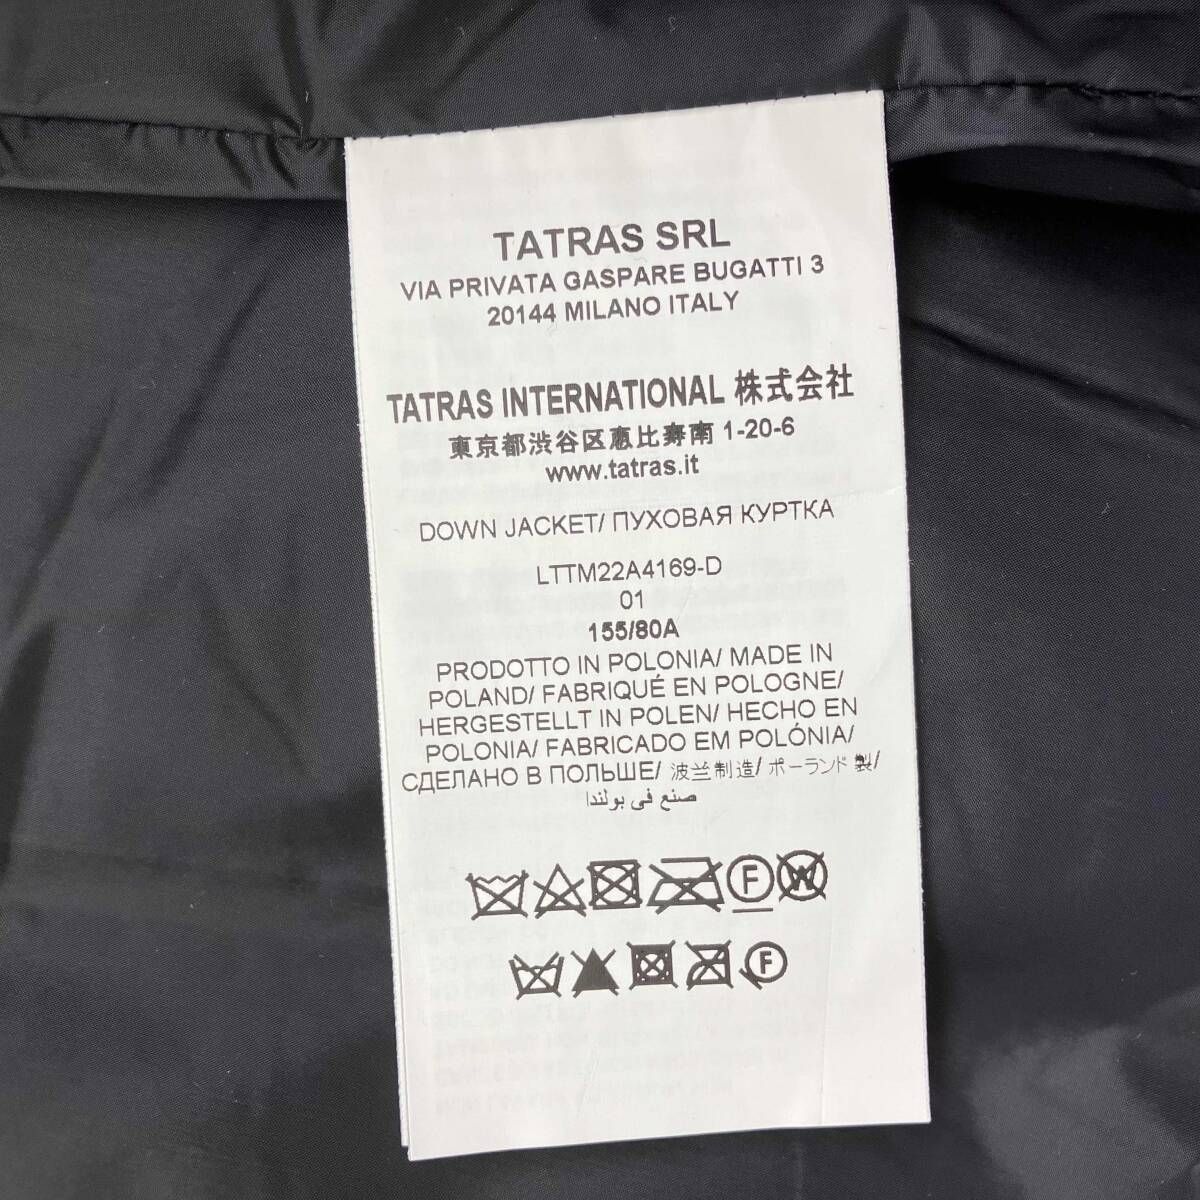 TATRAS SRL
VIA PRIVATA GASPARE BUGATTI 3
20144 MILANO ITALY
TATRAS INTERNATIONAL 株式会社
東京都渋谷区恵比寿南 1-20-6
www.tatras.it
DOWN JACKET/ ПУХОВАЯ КУРТКА
LTTM22A4169-D
01
155/80A
PRODOTTO IN POLONIA/ MADE IN
POLAND/ FABRIQUÉ EN POLOGNE/
HERGESTELLT IN POLEN/ HECHO EN
POLONIA/ FABRICADO EM POLÓNIA/
СДЕЛАНО В ПОЛЬШЕ/ 波兰制造/ ポーランド 製/
صنع في بولندا
F W
F